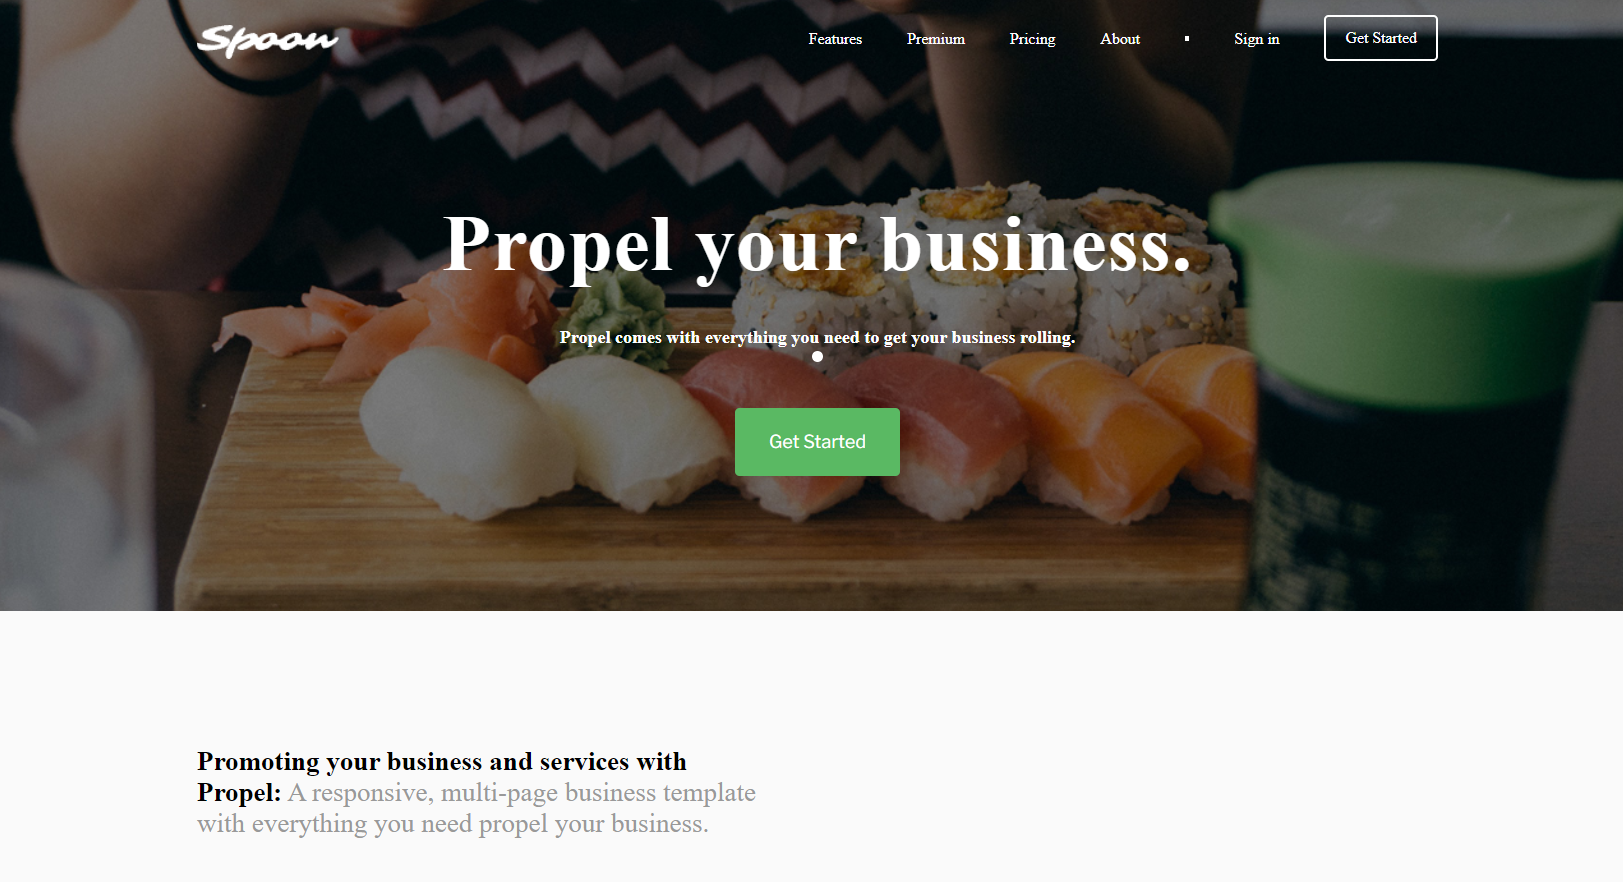 Spoon
Features Premium Pricing About Sign in Get Started
Propel your business.
Propel comes with everything you need to get your business rolling.
Get Started
Promoting your business and services with
Propel: A responsive, multi-page business template
with everything you need propel your business.